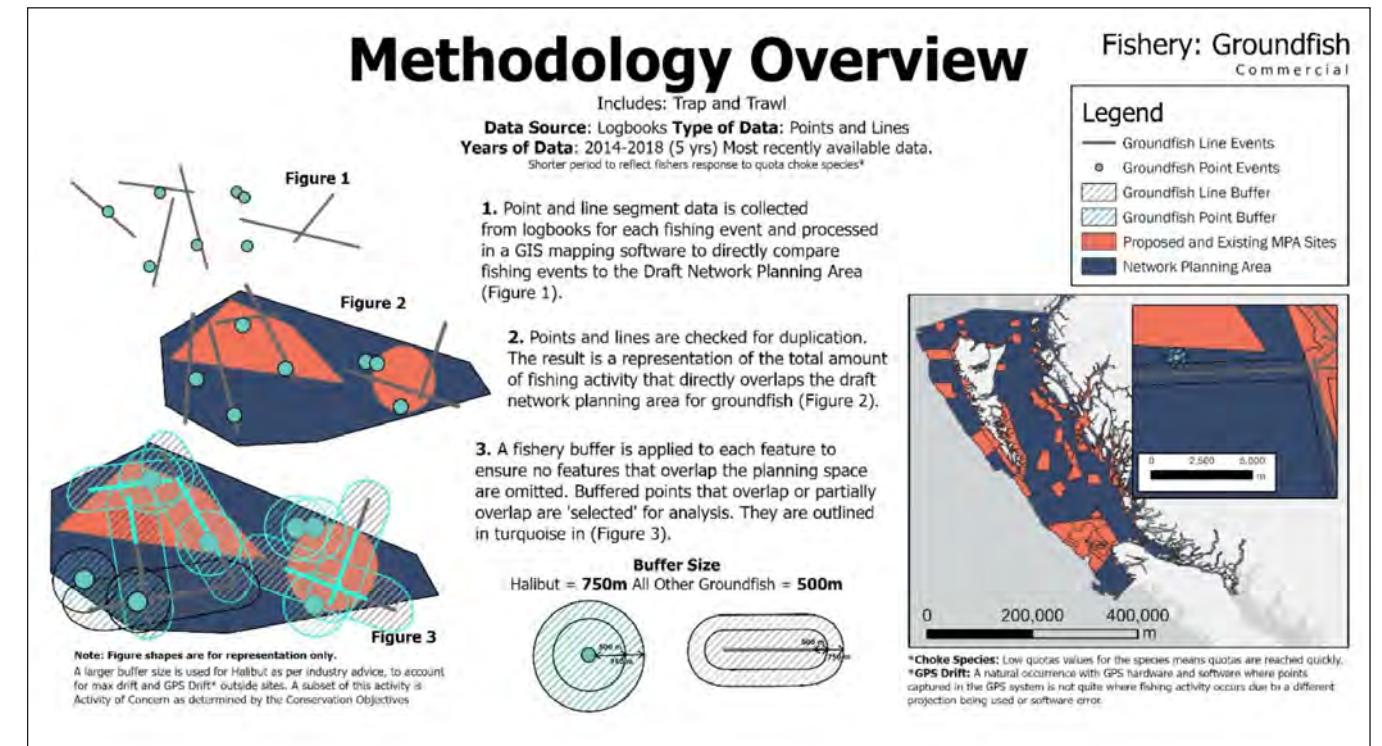 Methodology Overview
Fishery: Groundfish
Commercial
Includes: Trap and Trawl
Data Source: Logbooks Type of Data: Points and Lines
Years of Data: 2014-2018 (5 yrs) Most recently available data.
Shorter period to reflect fishers response to quota choke species*
Legend
Groundfish Line Events
Groundfish Point Events
Groundfish Line Buffer
Groundfish Point Buffer
Proposed and Existing MPA Sites
Network Planning Area
Figure 1
Figure 2
Figure 3
1. Point and line segment data is collected
from logbooks for each fishing event and processed
in a GIS mapping software to directly compare
fishing events to the Draft Network Planning Area
(Figure 1).
2. Points and lines are checked for duplication.
The result is a representation of the total amount
of fishing activity that directly overlaps the draft
network planning area for groundfish (Figure 2).
3. A fishery buffer is applied to each feature to
ensure no features that overlap the planning space
are omitted. Buffered points that overlap or partially
overlap are 'selected' for analysis. They are outlined
in turquoise in (Figure 3).
Buffer Size
Halibut = 750m All Other Groundfish = 500m
500 m
750 m
500 m
750 m
Note: Figure shapes are for representation only.
A larger buffer size is used for Halibut as per industry advice, to account
for max drift and GPS Drift* outside sites. A subset of this activity is
Activity of Concern as determined by the Conservation Objectives
0 2,500 5,000
m
0 200,000 400,000
m
*Choke Species: Low quotas values for the species means quotas are reached quickly.
*GPS Drift: A natural occurrence with GPS hardware and software where points
captured in the GPS system is not quite where fishing activity occurs due to a different
projection being used or software error.